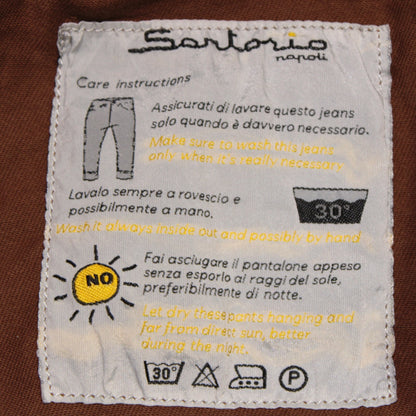 Sartorio
napoli
Care instructions
Assicurati di lavare questo jeans
solo quando è davvero necessario.
Make sure to wash this jeans
only when it's really necessary.
Lavalo sempre a rovescio e
possibilmente a mano.
30°
Wash it always inside out and possibly by hand
NO
Fai asciugare il pantalone appeso
senza esporlo ai raggi del sole,
preferibilmente di notte.
Let dry these pants hanging and
far from direct sun, better
during the night.
30° P